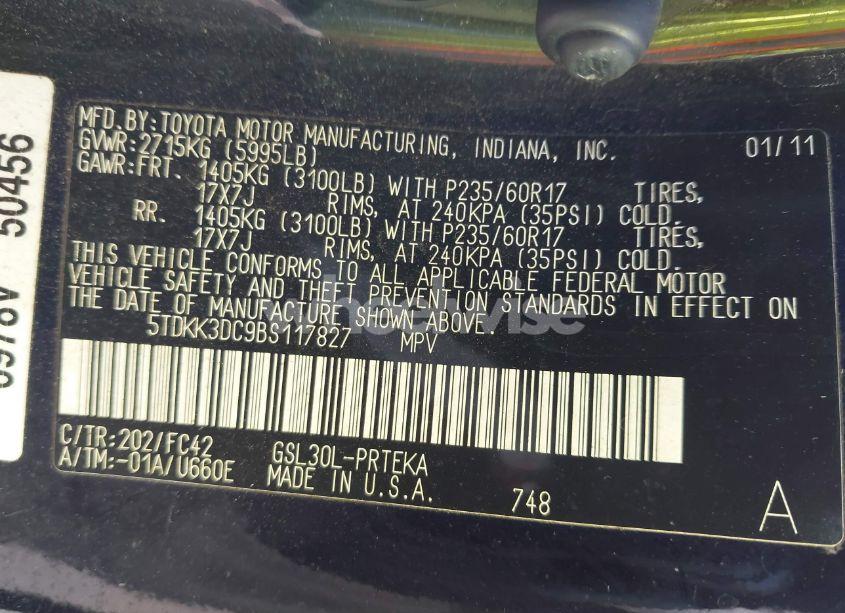 MFD.BY:TOYOTA MOTOR MANUFACTURING, INDIANA, INC. 01/11
GVWR:2715KG (5995LB)
GAWR:FRT. 1405KG (3100LB) WITH P235/60R17 TIRES,
17X7J RIMS, AT 240KPA (35PSI) COLD.
RR. 1405KG (3100LB) WITH P235/60R17 TIRES,
17X7J RIMS, AT 240KPA (35PSI) COLD.
THIS VEHICLE CONFORMS TO ALL APPLICABLE FEDERAL MOTOR
VEHICLE SAFETY AND THEFT PREVENTION STANDARDS IN EFFECT ON
THE DATE OF MANUFACTURE SHOWN ABOVE.
5TDKK3DC9BS117827 MPV
C/TR:202/FC42 GSL30L-PRTEKA
A/TM:-01A/U660E MADE IN U.S.A. 748 A
50456